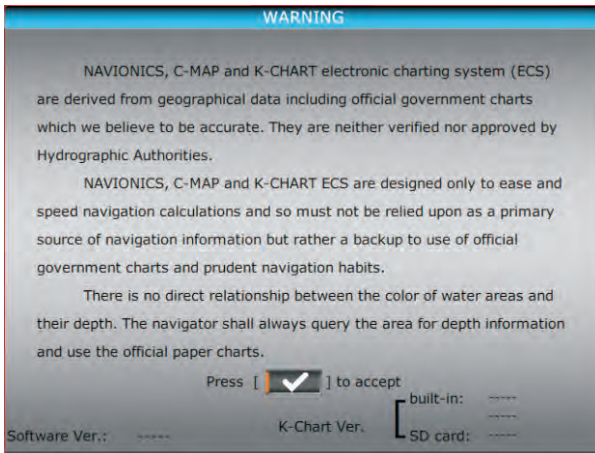 WARNING
NAVIONICS, C-MAP and K-CHART electronic charting system (ECS)
are derived from geographical data including official government charts
which we believe to be accurate. They are neither verified nor approved by
Hydrographic Authorities.
NAVIONICS, C-MAP and K-CHART ECS are designed only to ease and
speed navigation calculations and so must not be relied upon as a primary
source of navigation information but rather a backup to use of official
government charts and prudent navigation habits.
There is no direct relationship between the color of water areas and
their depth. The navigator shall always query the area for depth information
and use the official paper charts.
Press [ ✓ ] to accept
built-in: -----
-----
K-Chart Ver.
SD card: -----
Software Ver.: -----